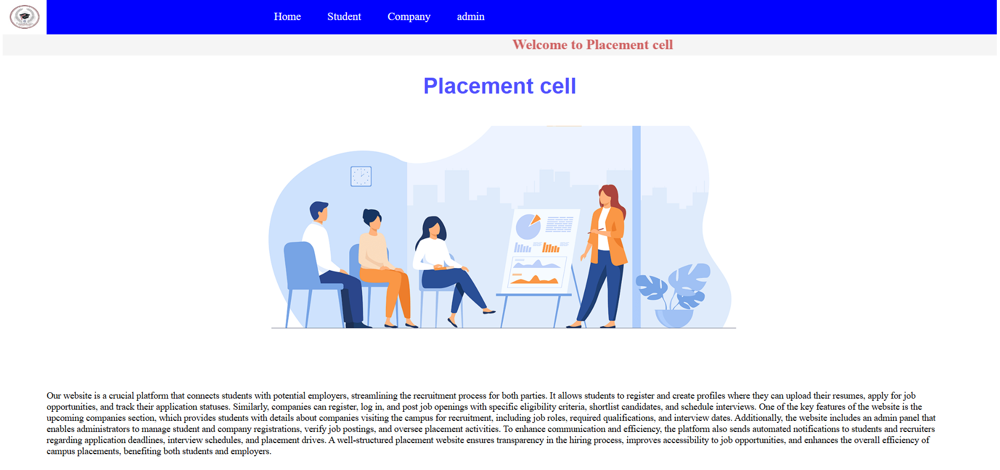 Home Student Company admin
Welcome to Placement cell
Placement cell
Our website is a crucial platform that connects students with potential employers, streamlining the recruitment process for both parties. It allows students to register and create profiles where they can upload their resumes, apply for job
opportunities, and track their application statuses. Similarly, companies can register, log in, and post job openings with specific eligibility criteria, shortlist candidates, and schedule interviews. One of the key features of the website is the
upcoming companies section, which provides students with details about companies visiting the campus for recruitment, including job roles, required qualifications, and interview dates. Additionally, the website includes an admin panel that
enables administrators to manage student and company registrations, verify job postings, and oversee placement activities. To enhance communication and efficiency, the platform also sends automated notifications to students and recruiters
regarding application deadlines, interview schedules, and placement drives. A well-structured placement website ensures transparency in the hiring process, improves accessibility to job opportunities, and enhances the overall efficiency of
campus placements, benefiting both students and employers.